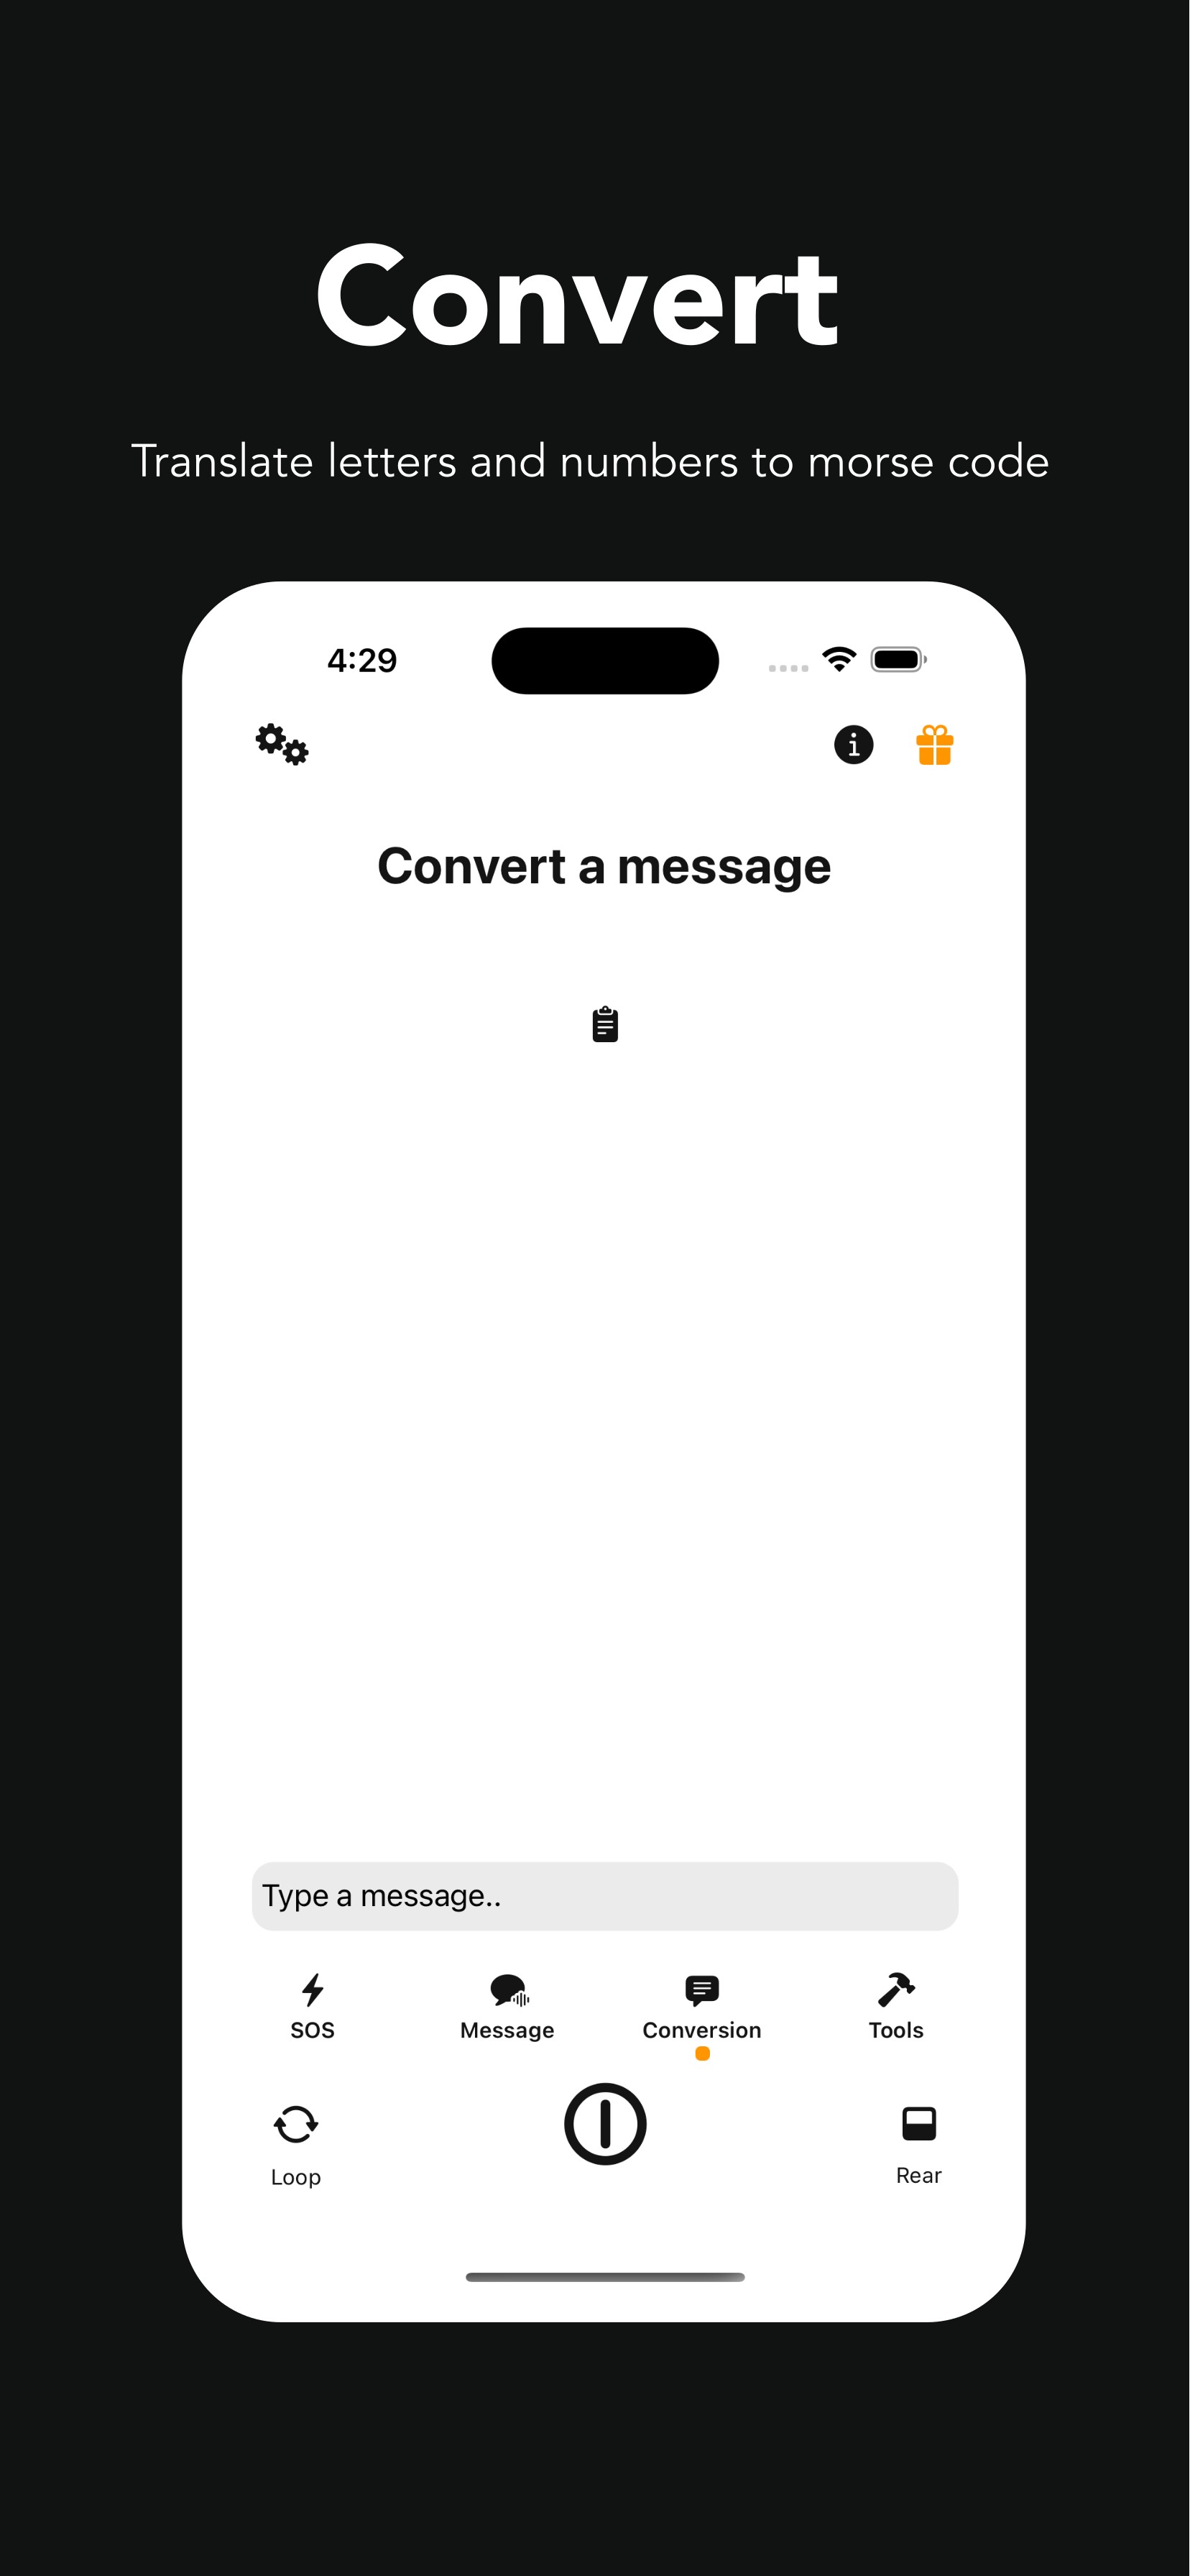 Convert
Translate letters and numbers to morse code
4:29
Convert a message
Type a message..
SOS Message Conversion Tools
Loop Rear